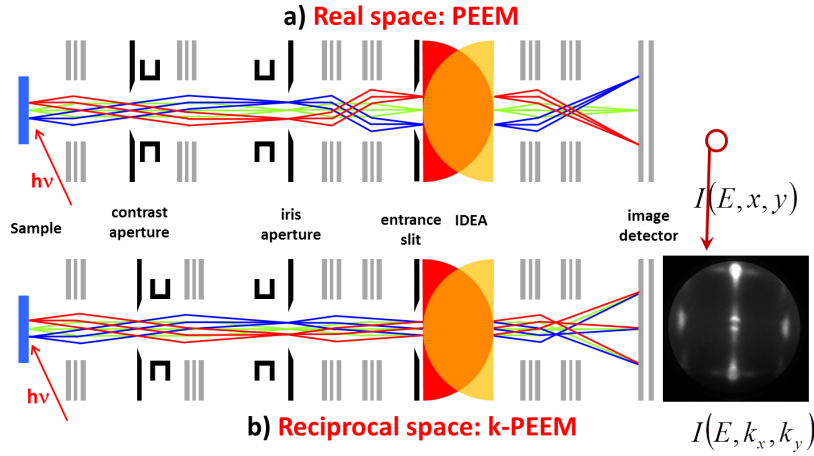 a) Real space: PEEM
hν
I(E, x, y)
Sample
contrast
aperture
iris
aperture
entrance
slit
IDEA
image
detector
hν
b) Reciprocal space: k-PEEM
I(E, kₓ, k_y)